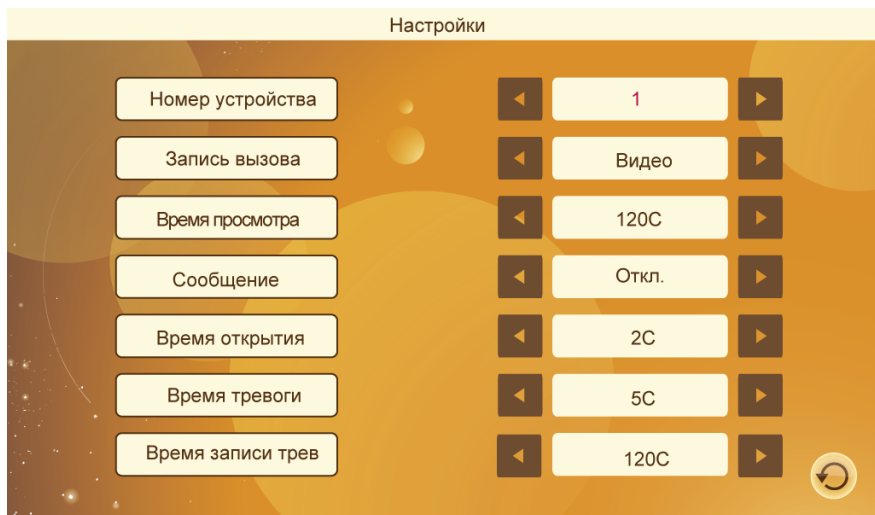 Настройки
Номер устройства 1
Запись вызова Видео
Время просмотра 120С
Сообщение Откл.
Время открытия 2С
Время тревоги 5С
Время записи трев 120С